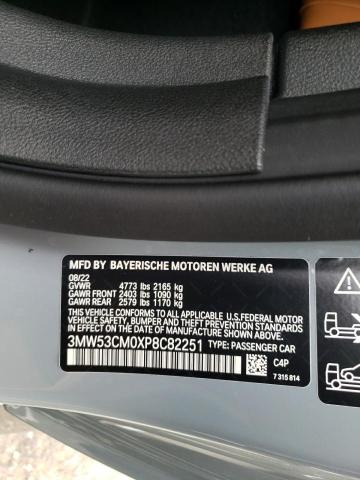 MFD BY BAYERISCHE MOTOREN WERKE AG
08/22
GVWR 4773 lbs 2165 kg
GAWR FRONT 2403 lbs 1090 kg
GAWR REAR 2579 lbs 1170 kg
THIS VEHICLE CONFORMS TO ALL APPLICABLE U.S.FEDERAL MOTOR
VEHICLE SAFETY, BUMPER, AND THEFT PREVENTION STANDARDS
IN EFFECT ON THE DATE OF MANUFACTURE SHOWN ABOVE.
3MW53CM0XP8C82251 TYPE: PASSENGER CAR
C4P
7 315 814